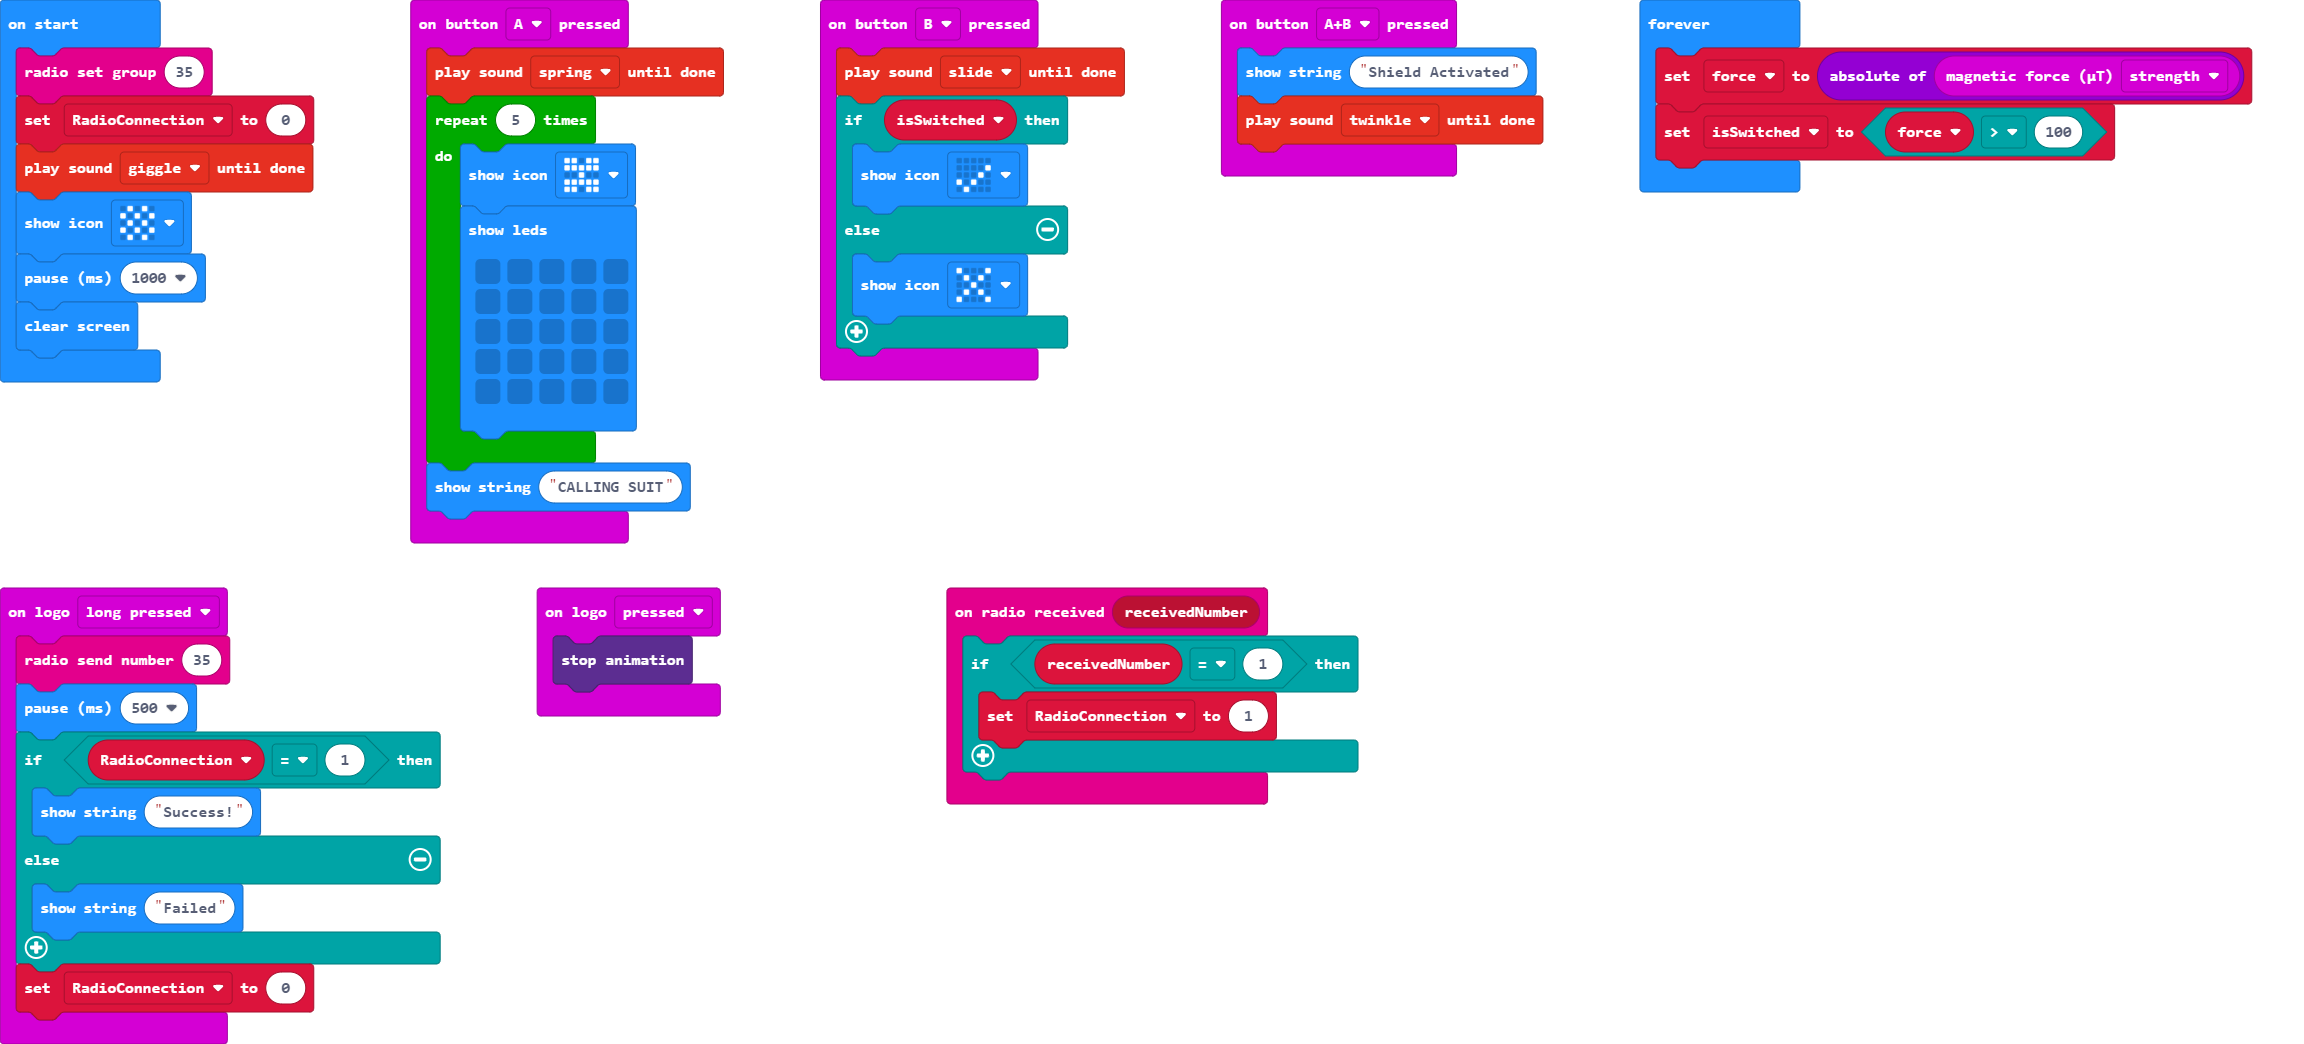 on start
radio set group 35
set RadioConnection to 0
play sound giggle until done
show icon
pause (ms) 1000
clear screen
on button A pressed
play sound spring until done
repeat 5 times
do
show icon
show leds
show string "CALLING SUIT"
on button B pressed
play sound slide until done
if isSwitched then
show icon
else
show icon
on button A+B pressed
show string "Shield Activated"
play sound twinkle until done
forever
set force to absolute of magnetic force (µT) strength
set isSwitched to force > 100
on logo long pressed
radio send number 35
pause (ms) 500
if RadioConnection = 1 then
show string "Success!"
else
show string "Failed"
set RadioConnection to 0
on logo pressed
stop animation
on radio received receivedNumber
if receivedNumber = 1 then
set RadioConnection to 1